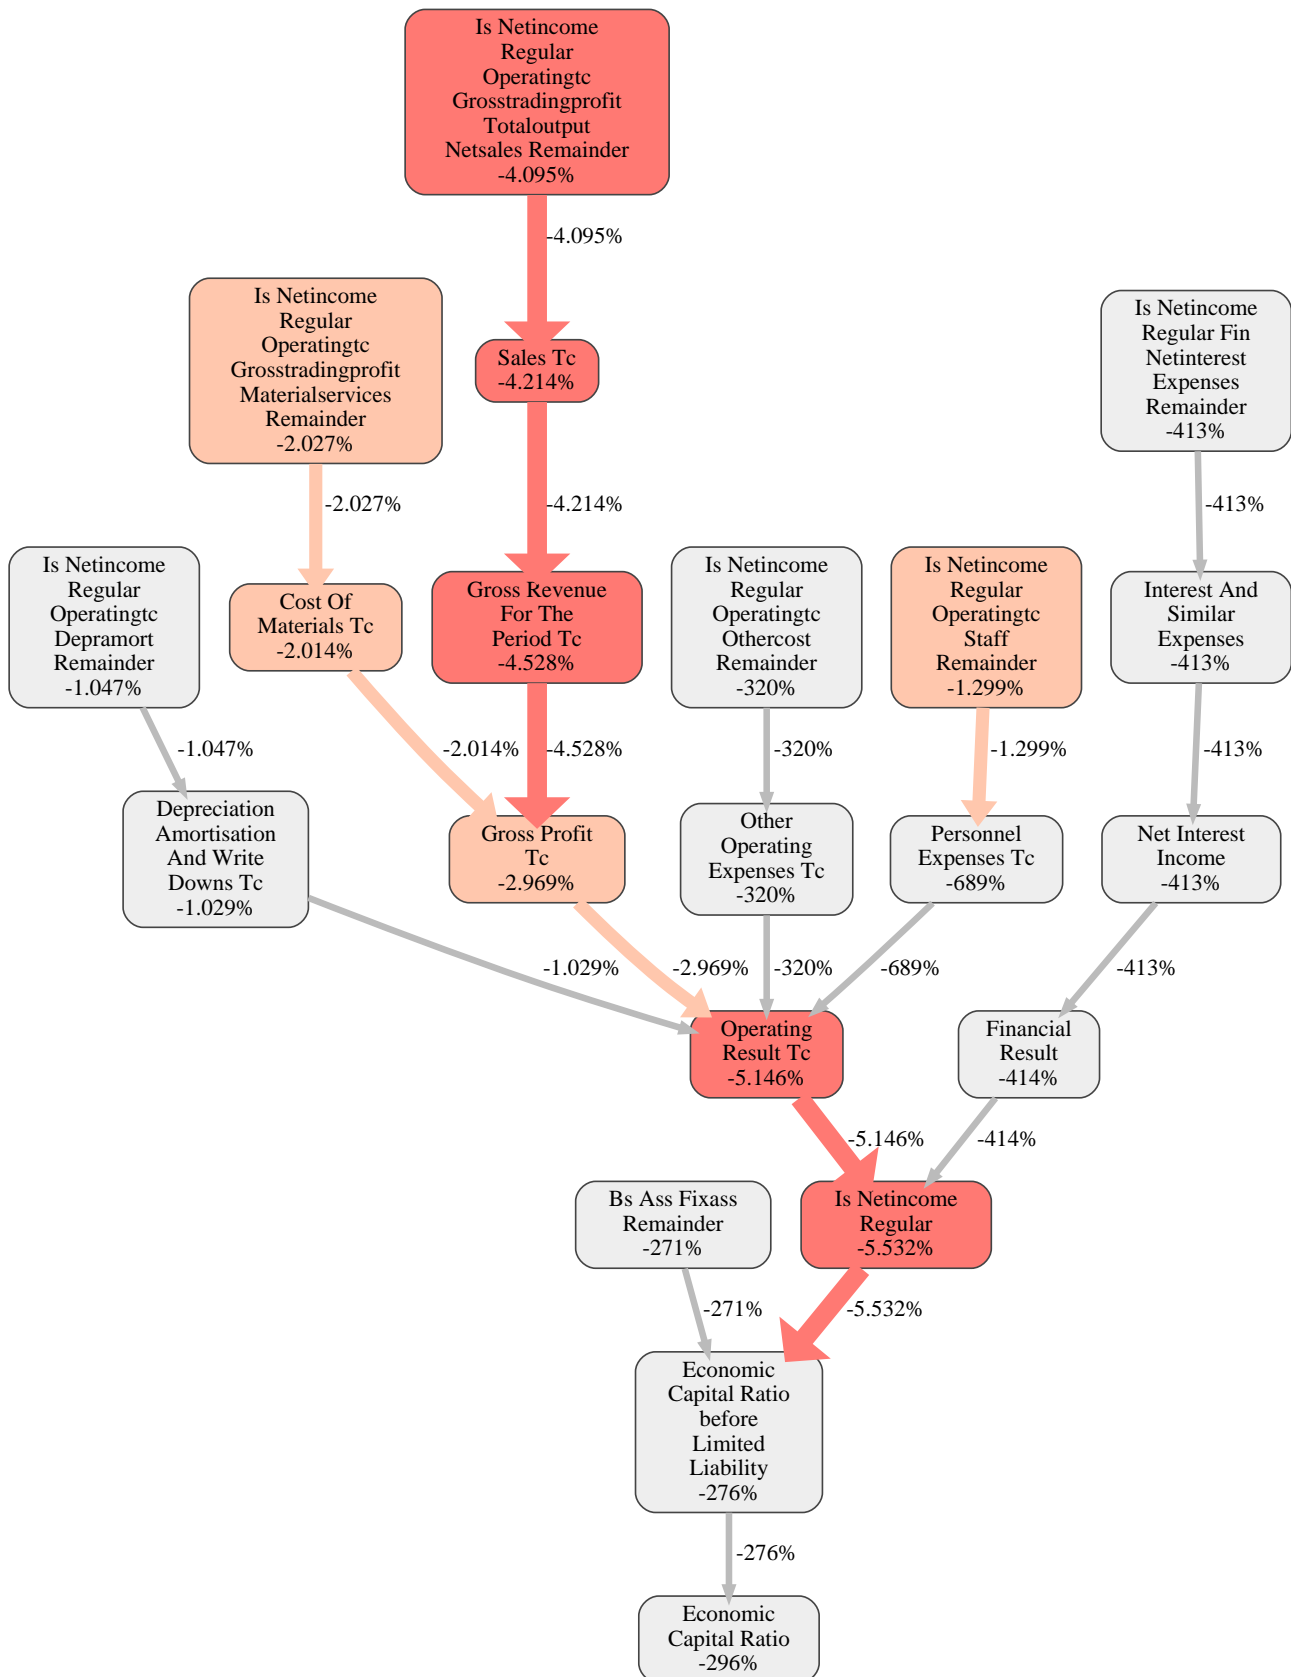 Is Netincome
Regular
Operatingtc
Grosstradingprofit
Totaloutput
Netsales Remainder
-4.095%
-4.095%
Is Netincome
Regular
Operatingtc
Grosstradingprofit
Materialservices
Remainder
-2.027%
Is Netincome
Regular Fin
Netinterest
Expenses
Remainder
-413%
Sales Tc
-4.214%
-2.027%
-4.214%
-413%
Is Netincome
Regular
Operatingtc
Depramort
Remainder
-1.047%
Cost Of
Materials Tc
-2.014%
Gross Revenue
For The
Period Tc
-4.528%
Is Netincome
Regular
Operatingtc
Othercost
Remainder
-320%
Is Netincome
Regular
Operatingtc
Staff
Remainder
-1.299%
Interest And
Similar
Expenses
-413%
-1.047%
-2.014%
-4.528%
-320%
-1.299%
-413%
Depreciation
Amortisation
And Write
Downs Tc
-1.029%
Gross Profit
Tc
-2.969%
Other
Operating
Expenses Tc
-320%
Personnel
Expenses Tc
-689%
Net Interest
Income
-413%
-1.029%
-2.969%
-320%
-689%
-413%
Operating
Result Tc
-5.146%
Financial
Result
-414%
-5.146%
-414%
Bs Ass Fixass
Remainder
-271%
Is Netincome
Regular
-5.532%
-271%
-5.532%
Economic
Capital Ratio
before
Limited
Liability
-276%
-276%
Economic
Capital Ratio
-296%